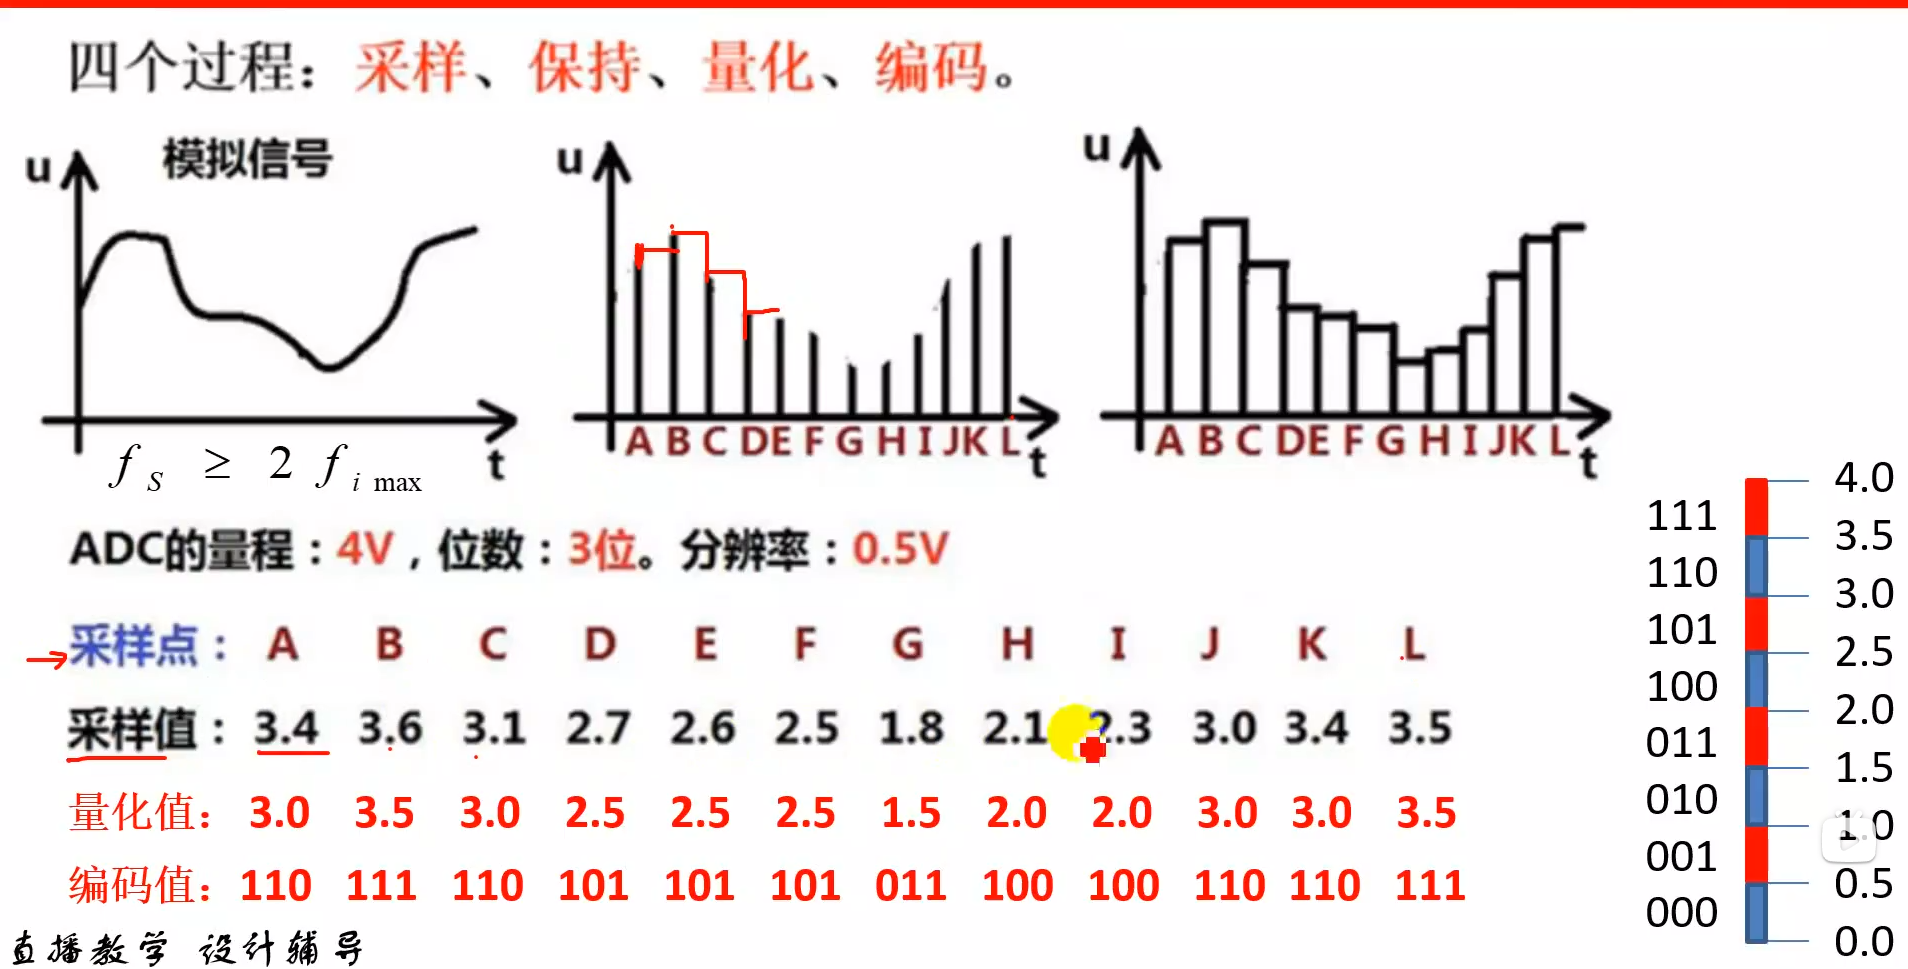 四个过程：采样、保持、量化、编码。
u 模拟信号
t
f S ≥ 2 f i max
u
A B C D E F G H I J K L
t
u
A B C D E F G H I J K L
t
ADC的量程：4V，位数：3位。分辨率：0.5V
采样点： A B C D E F G H I J K L
采样值： 3.4 3.6 3.1 2.7 2.6 2.5 1.8 2.1 2.3 3.0 3.4 3.5
量化值： 3.0 3.5 3.0 2.5 2.5 2.5 1.5 2.0 2.0 3.0 3.0 3.5
编码值： 110 111 110 101 101 101 011 100 100 110 110 111
4.0
111
3.5
110
3.0
101
2.5
100
2.0
011
1.5
010
1.0
001
0.5
000
0.0
直播教学 设计辅导